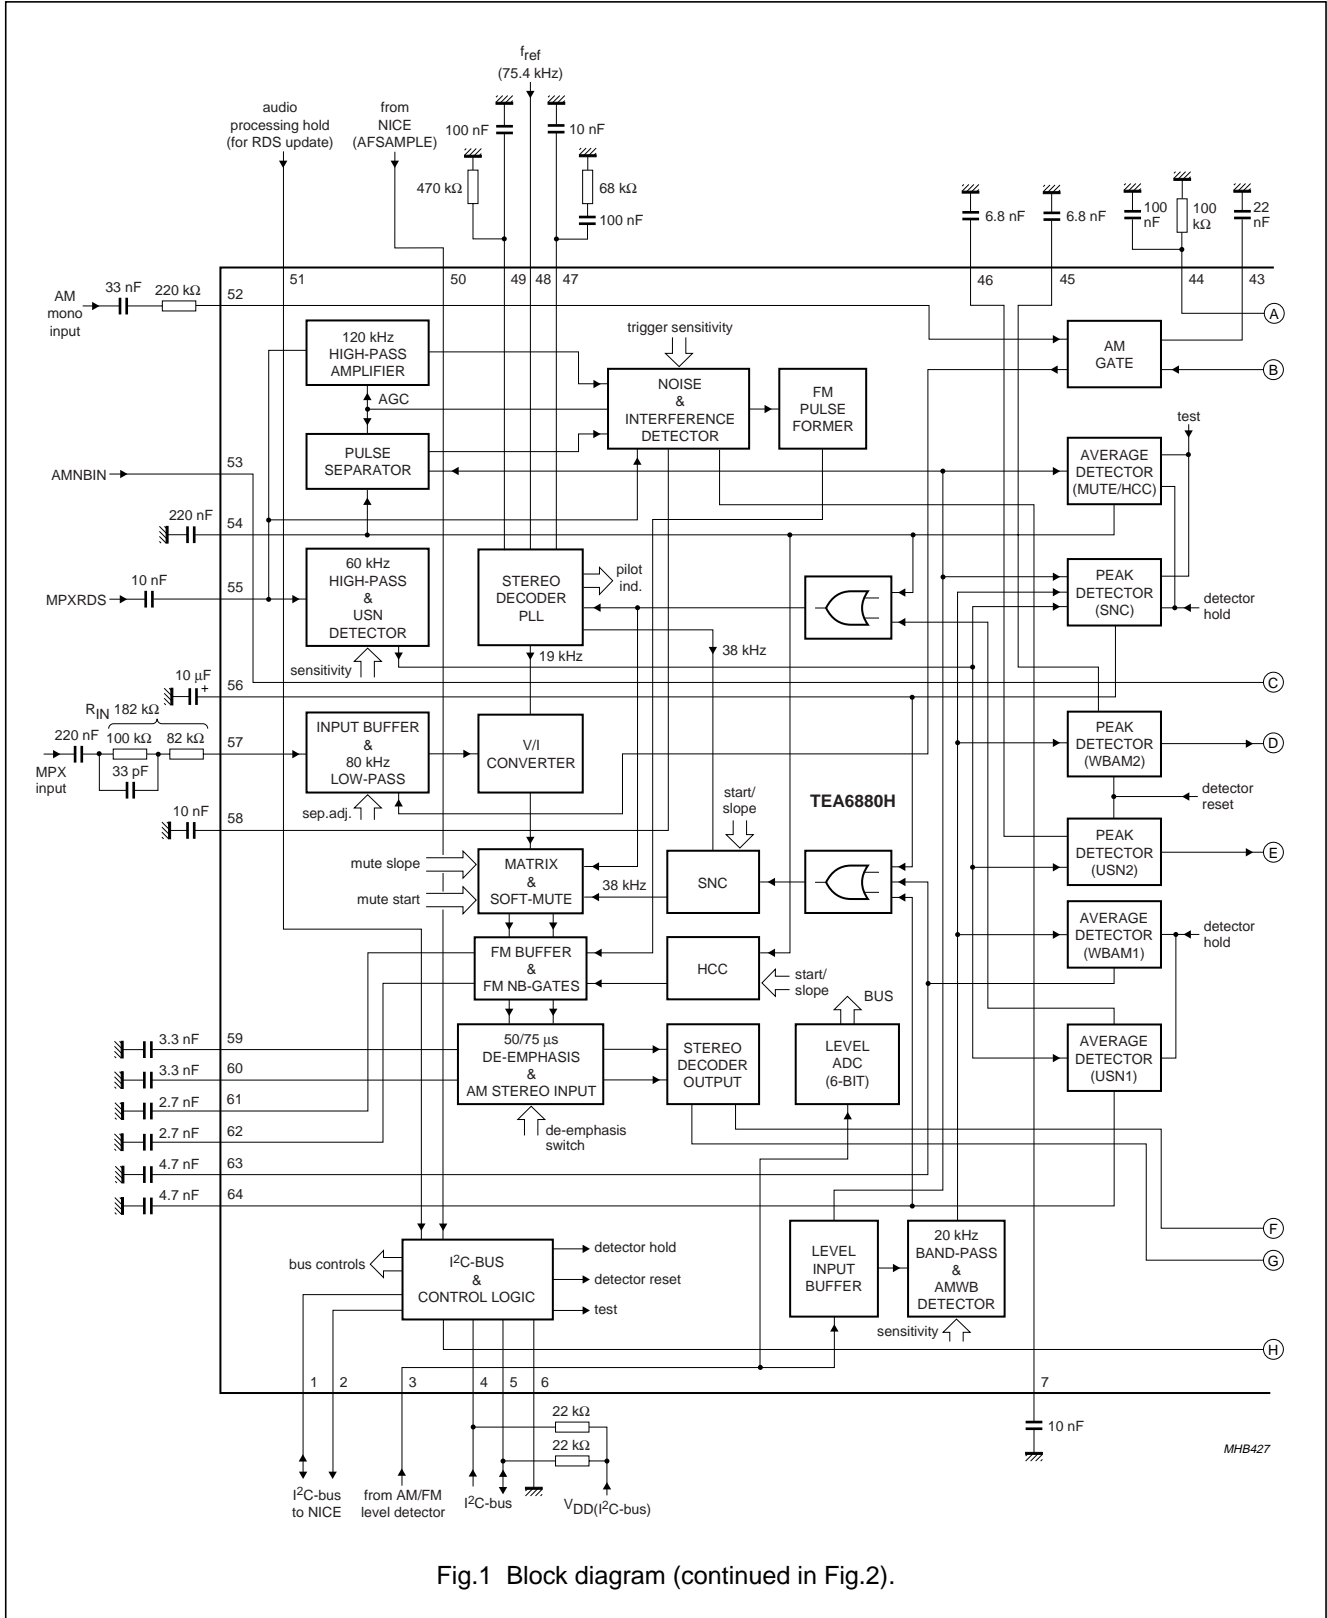 fref
(75.4 kHz)
audio
processing hold
(for RDS update)
from
NICE
(AFSAMPLE)
100 nF
10 nF
470 kΩ
68 kΩ
100 nF
6.8 nF
6.8 nF
100
nF
100
kΩ
22
nF
51
50
49
48
47
46
45
44
43
AM
mono
input
33 nF
220 kΩ
52
A
120 kHz
HIGH-PASS
AMPLIFIER
trigger sensitivity
NOISE
&
INTERFERENCE
DETECTOR
FM
PULSE
FORMER
AM
GATE
B
AGC
PULSE
SEPARATOR
test
AVERAGE
DETECTOR
(MUTE/HCC)
AMNBIN
53
220 nF
54
60 kHz
HIGH-PASS
&
USN
DETECTOR
STEREO
DECODER
PLL
pilot
ind.
PEAK
DETECTOR
(SNC)
detector
hold
MPXRDS
10 nF
55
sensitivity
19 kHz
38 kHz
10 μF
+
56
C
RIN 182 kΩ
220 nF
100 kΩ
82 kΩ
57
33 pF
MPX
input
INPUT BUFFER
&
80 kHz
LOW-PASS
V/I
CONVERTER
PEAK
DETECTOR
(WBAM2)
D
sep.adj.
start/
slope
TEA6880H
detector
reset
10 nF
58
PEAK
DETECTOR
(USN2)
E
mute slope
mute start
MATRIX
&
SOFT-MUTE
38 kHz
SNC
FM BUFFER
&
FM NB-GATES
HCC
start/
slope
AVERAGE
DETECTOR
(WBAM1)
detector
hold
BUS
3.3 nF
59
3.3 nF
60
2.7 nF
61
2.7 nF
62
4.7 nF
63
4.7 nF
64
50/75 μs
DE-EMPHASIS
&
AM STEREO INPUT
STEREO
DECODER
OUTPUT
LEVEL
ADC
(6-BIT)
AVERAGE
DETECTOR
(USN1)
de-emphasis
switch
F
G
bus controls
I2C-BUS
&
CONTROL LOGIC
detector hold
detector reset
test
LEVEL
INPUT
BUFFER
20 kHz
BAND-PASS
&
AMWB
DETECTOR
sensitivity
H
1
2
3
4
5
6
7
22 kΩ
22 kΩ
10 nF
MHB427
I2C-bus
to NICE
from AM/FM
level detector
I2C-bus
VDD(I2C-bus)
Fig.1 Block diagram (continued in Fig.2).